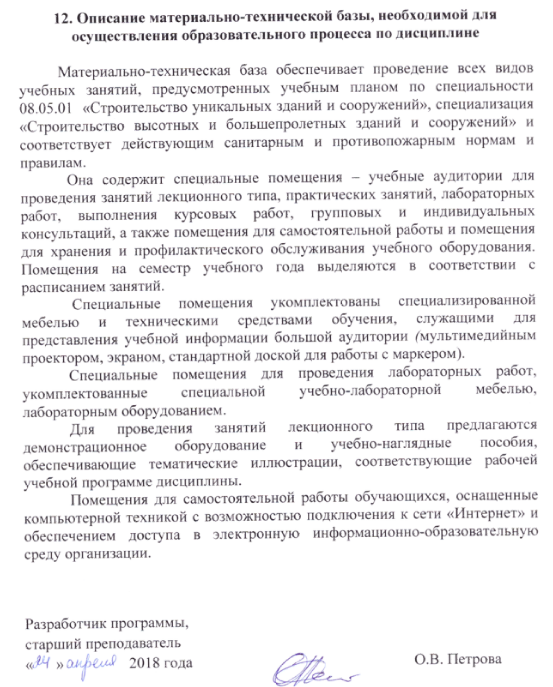 12. Описание материально-технической базы, необходимой для
осуществления образовательного процесса по дисциплине
Материально-техническая база обеспечивает проведение всех видов
учебных занятий, предусмотренных учебным планом по специальности
08.05.01 «Строительство уникальных зданий и сооружений», специализация
«Строительство высотных и большепролетных зданий и сооружений» и
соответствует действующим санитарным и противопожарным нормам и
правилам.
Она содержит специальные помещения – учебные аудитории для
проведения занятий лекционного типа, практических занятий, лабораторных
работ, выполнения курсовых работ, групповых и индивидуальных
консультаций, а также помещения для самостоятельной работы и помещения
для хранения и профилактического обслуживания учебного оборудования.
Помещения на семестр учебного года выделяются в соответствии с
расписанием занятий.
Специальные помещения укомплектованы специализированной
мебелью и техническими средствами обучения, служащими для
представления учебной информации большой аудитории (мультимедийным
проектором, экраном, стандартной доской для работы с маркером).
Специальные помещения для проведения лабораторных работ,
укомплектованные специальной учебно-лабораторной мебелью,
лабораторным оборудованием.
Для проведения занятий лекционного типа предлагаются
демонстрационное оборудование и учебно-наглядные пособия,
обеспечивающие тематические иллюстрации, соответствующие рабочей
учебной программе дисциплины.
Помещения для самостоятельной работы обучающихся, оснащенные
компьютерной техникой с возможностью подключения к сети «Интернет» и
обеспечением доступа в электронную информационно-образовательную
среду организации.
Разработчик программы,
старший преподаватель
«24» апреля 2018 года
О.В. Петрова